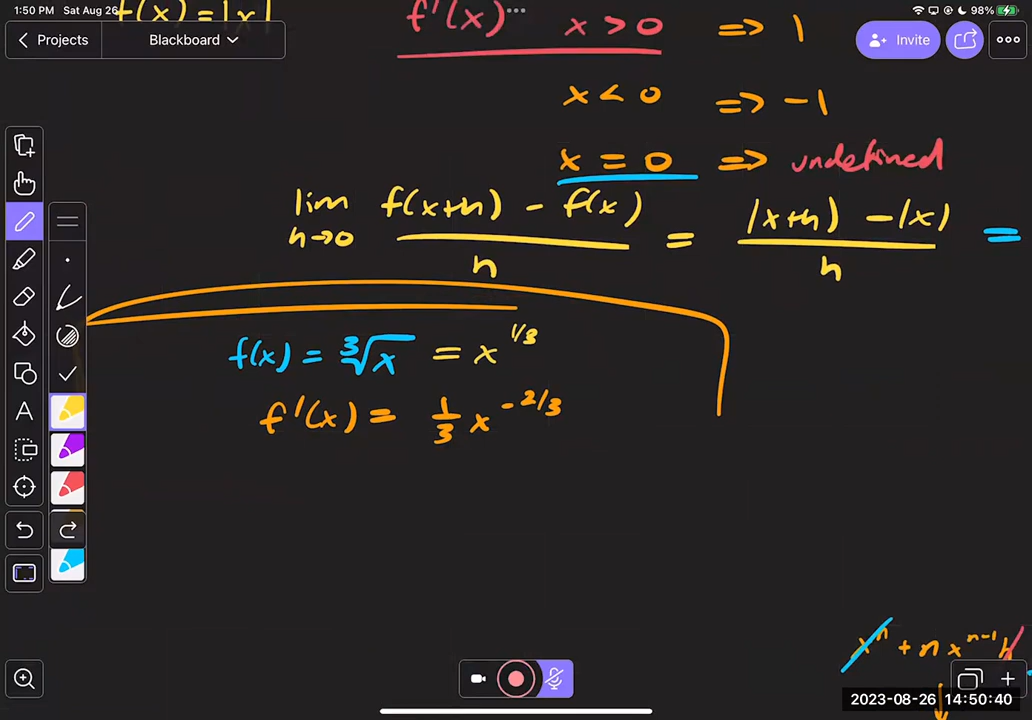 1:50 PM Sat Aug 26
98%
f(x) = |x|
f'(x) x > 0 => 1
Projects
Blackboard
Invite
x < 0 => -1
x = 0 => undefined
lim h→0 f(x+h) - f(x) / h = |x+h) - |x) / h =
f(x) = ∛x = x^1/3
f'(x) = 1/3 x^-2/3
A
x^n + n x^n-1 h
2023-08-26 14:50:40